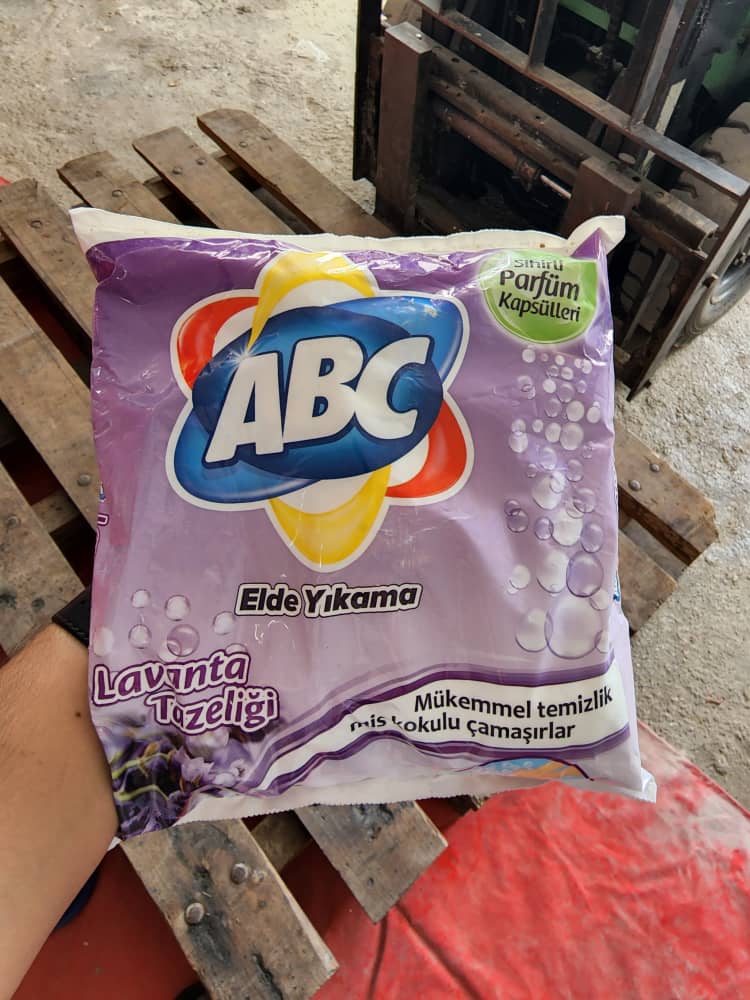 sihirli
Parfüm
Kapsülleri
ABC
Elde Yıkama
Lavanta
Tazeliği
Mükemmel temizlik
mis kokulu çamaşırlar